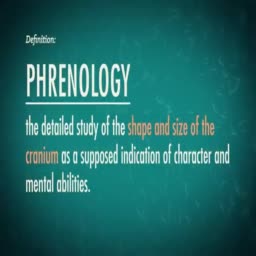 Definition:
PHRENOLOGY
the detailed study of the shape and size of the
cranium as a supposed indication of character and
mental abilities.